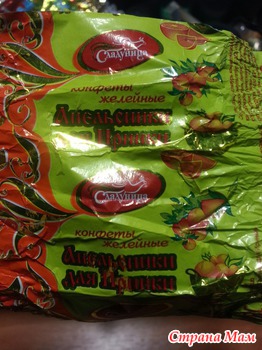 Сладуница
конфеты
желейные
Апельсинки
для Иринки
Сладуница
конфеты
желейные
Апельсинки
для Иринки
Страна Мам